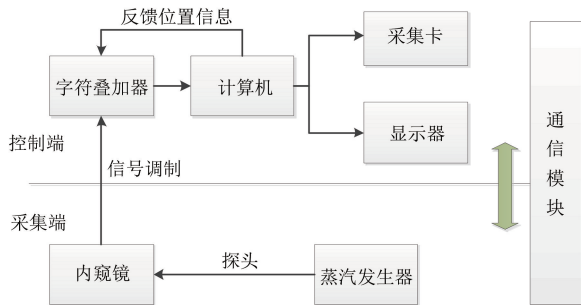 反馈位置信息
字符叠加器
计算机
采集卡
显示器
控制端
信号调制
采集端
内窥镜
探头
蒸汽发生器
通信模块